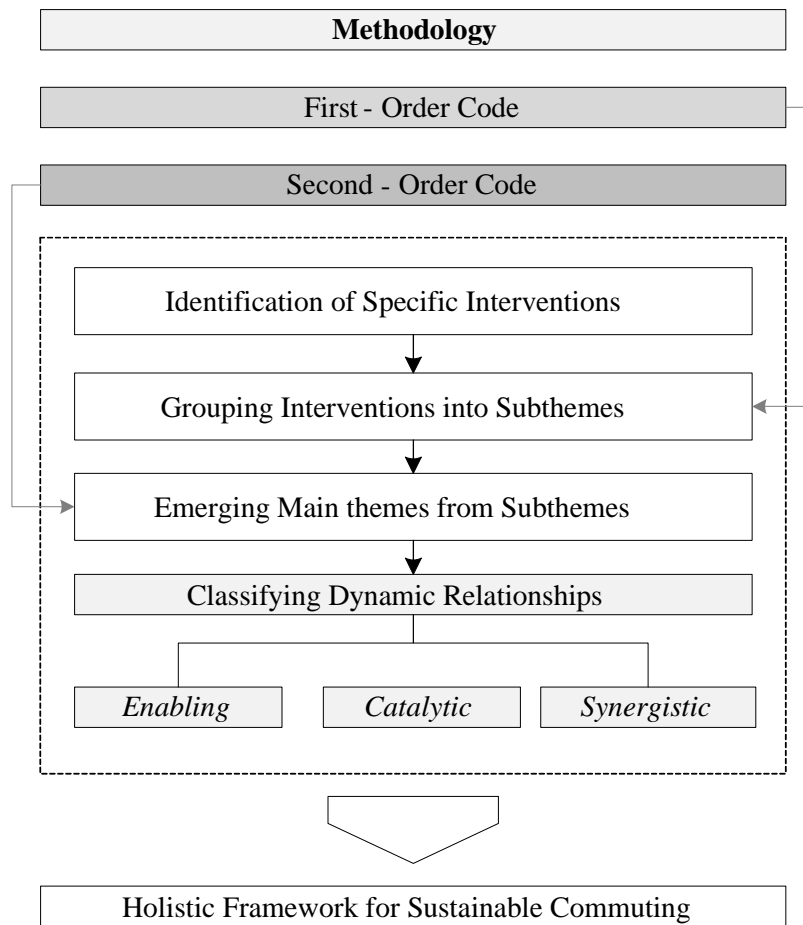 Methodology
First - Order Code
Second - Order Code
Identification of Specific Interventions
Grouping Interventions into Subthemes
Emerging Main themes from Subthemes
Classifying Dynamic Relationships
Enabling
Catalytic
Synergistic
Holistic Framework for Sustainable Commuting